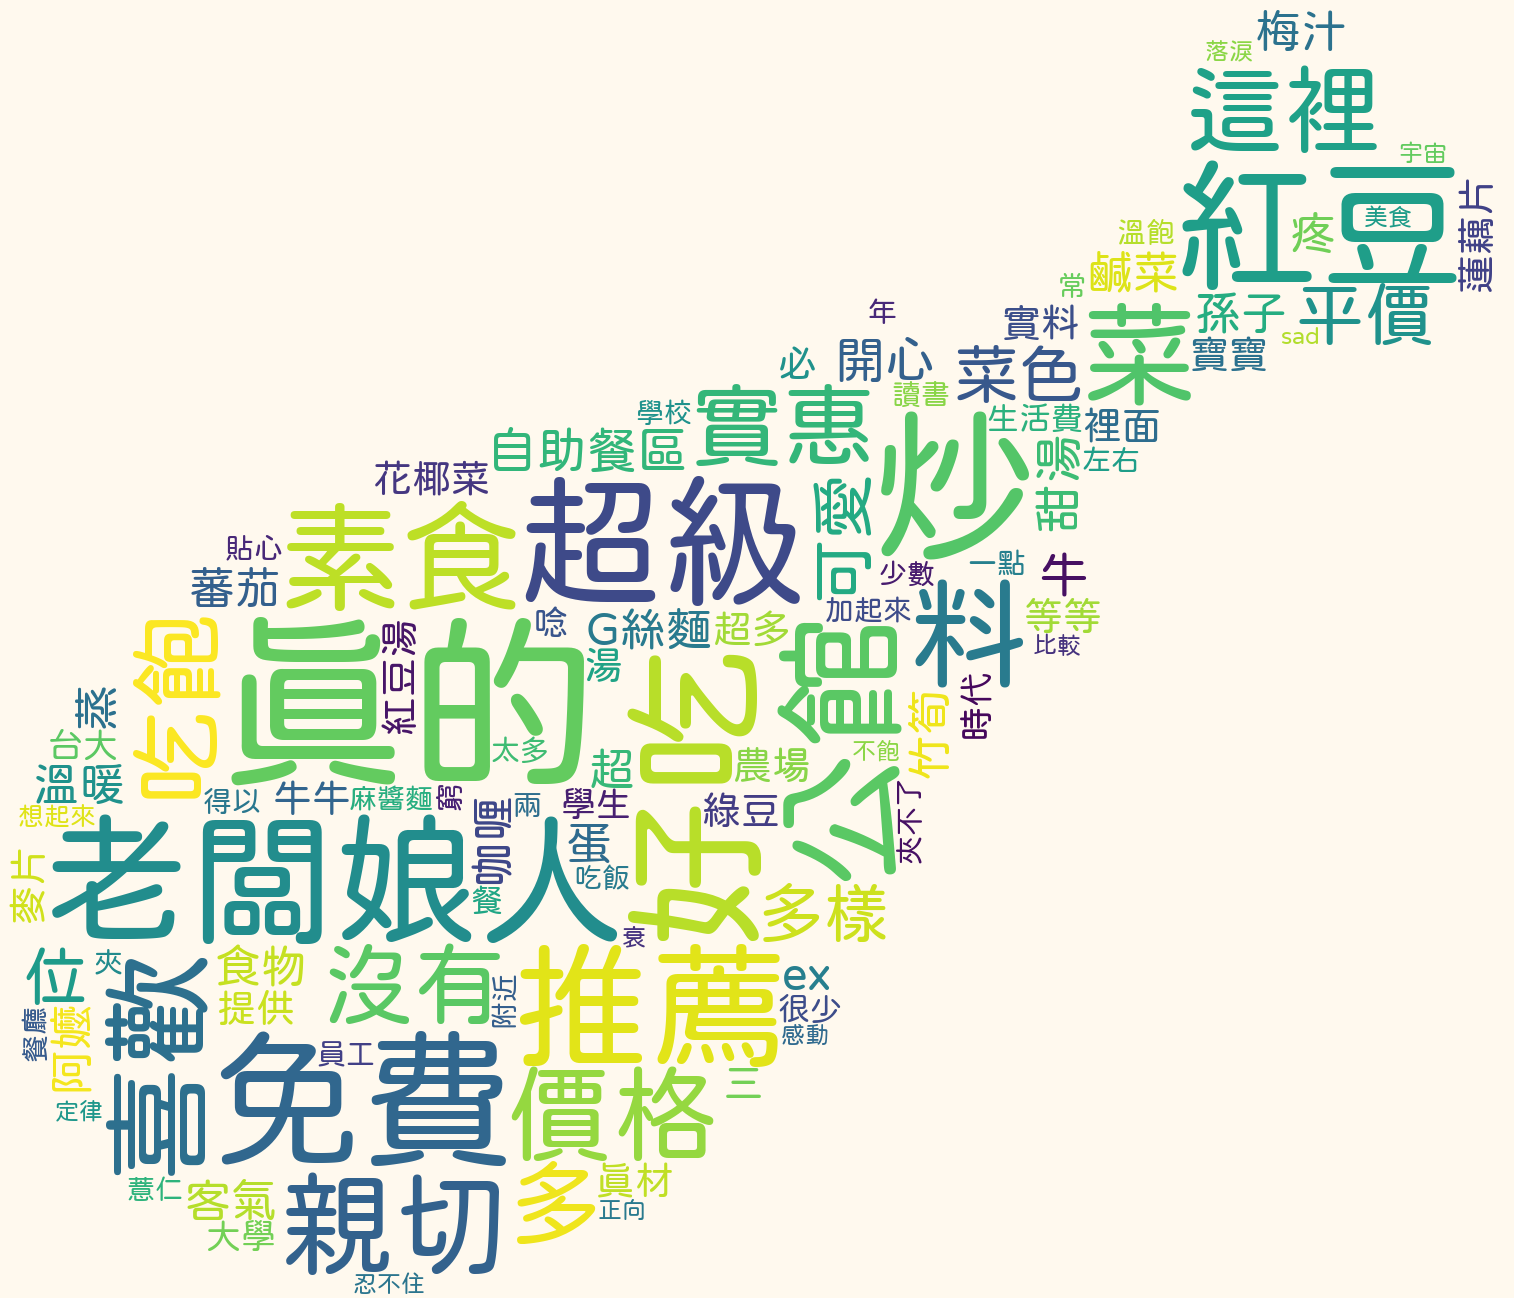 梅汁
落淚
這裡
宇宙
紅豆
蓮藕片
美食
疼
溫飽
鹹菜
常
孫子
平價
年
實料
菜
sad
寶寶
必
開心
菜色
讀書
學校
實惠
生活費
裡面
自助餐區
炒
左右
甜湯
花椰菜
素食
超級
可愛
貼心
一點
牛
少數
蕃茄
料
加起來
等等
唸
G絲麵
超多
比較
吃飽
真的
紅豆湯
湯
好吃
公館
竹筍
時代
蒸
台大
太多
超
農場
不飽
溫暖
得以
牛牛
麻醬麵
窮
兩
學生
綠豆
夾不了
想起來
老闆娘
咖喱
人
蛋
麥片
吃飯
餐
多樣
衰
位
夾
喜歡
食物
沒有
附近
推薦
ex
提供
很少
餐廳
阿嬤
感動
免費
員工
價格
三
定律
薏仁
客氣
親切
多
真材
正向
大學
忍不住